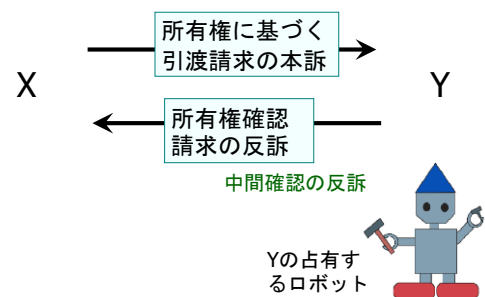 所有権に基づく
引渡請求の本訴
X
Y
所有権確認
請求の反訴
中間確認の反訴
Yの占有す
るロボット